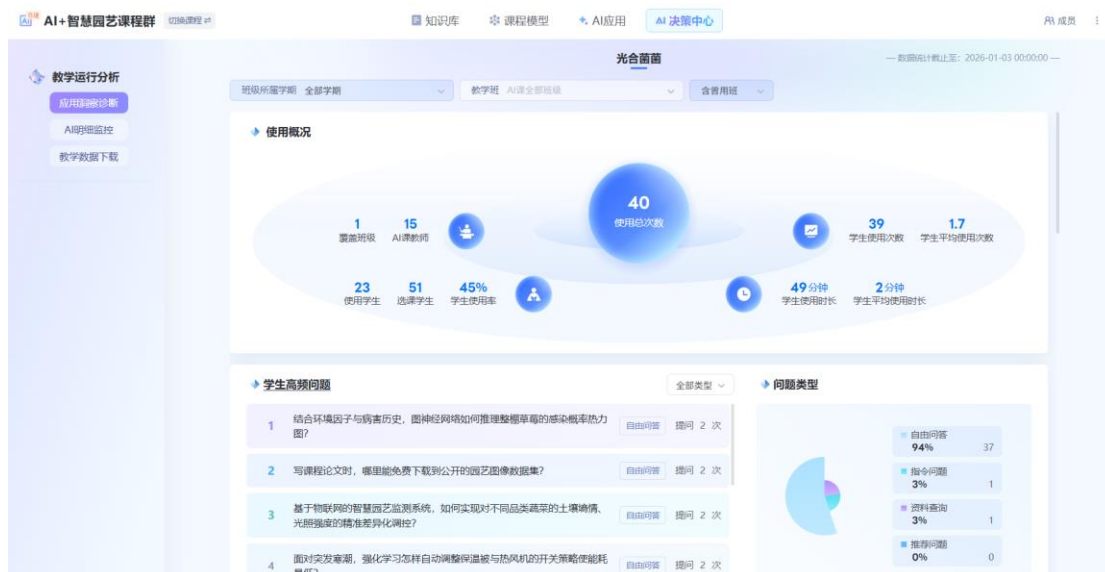 AI+智慧园艺课程群 切换课程
知识库 课程模型 AI应用 AI 决策中心 成员
教学运行分析
应用洞察诊断
AI明细监控
教学数据下载
光合菌菌
— 数据统计截止至：2026-01-03 00:00:00 —
班级所属学期 全部学期 教学班 AI课全部班级 含曾用班
使用概况
40
使用总次数
1 15
覆盖班级 AI课教师
39 1.7
学生使用次数 学生平均使用次数
23 51 45%
使用学生 选课学生 学生使用率
49分钟 2分钟
学生使用时长 学生平均使用时长
学生高频问题 全部类型
1 结合环境因子与病害历史，图神经网络如何推理整棚草莓的感染概率热力
图? 自由问答 提问 2 次
2 写课程论文时，哪里能免费下载到公开的园艺图像数据集? 自由问答 提问 2 次
3 基于物联网的智慧园艺监测系统，如何实现对不同品类蔬菜的土壤墒情、
光照强度的精准差异化调控? 自由问答 提问 2 次
4 面对突发寒潮，强化学习怎样自动调整保温被与热风机的开关策略使能耗
自由问答 提问 2 次
问题类型
自由问答
94% 37
指令问题
3% 1
资料查询
3% 1
推荐问题
0% 0